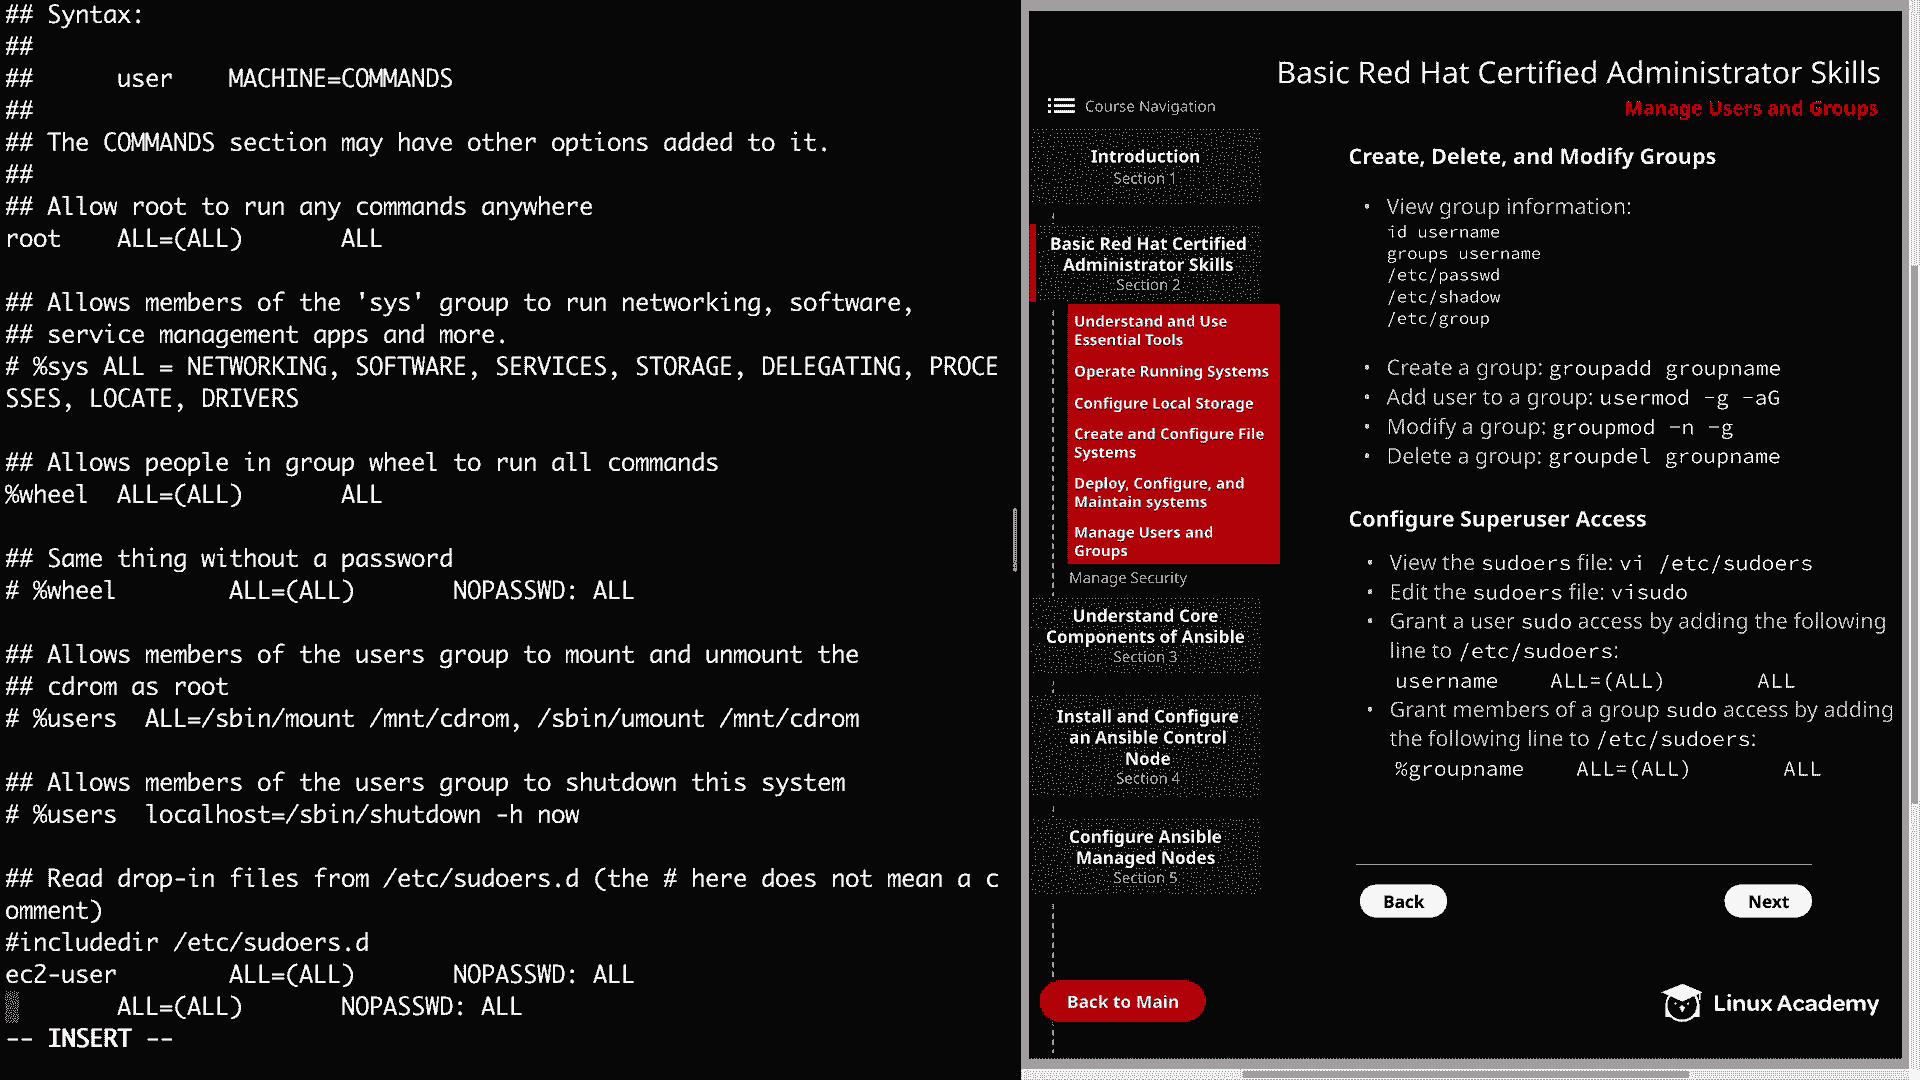 ## Syntax:
##
##      user    MACHINE=COMMANDS
##
## The COMMANDS section may have other options added to it.
##
## Allow root to run any commands anywhere
root    ALL=(ALL)       ALL
## Allows members of the 'sys' group to run networking, software,
## service management apps and more.
# %sys ALL = NETWORKING, SOFTWARE, SERVICES, STORAGE, DELEGATING, PROCE
SSES, LOCATE, DRIVERS
## Allows people in group wheel to run all commands
%wheel  ALL=(ALL)       ALL
## Same thing without a password
# %wheel        ALL=(ALL)       NOPASSWD: ALL
## Allows members of the users group to mount and unmount the
## cdrom as root
# %users  ALL=/sbin/mount /mnt/cdrom, /sbin/umount /mnt/cdrom
## Allows members of the users group to shutdown this system
# %users  localhost=/sbin/shutdown -h now
## Read drop-in files from /etc/sudoers.d (the # here does not mean a c
omment)
#includedir /etc/sudoers.d
ec2-user        ALL=(ALL)       NOPASSWD: ALL
        ALL=(ALL)       NOPASSWD: ALL
-- INSERT --
Basic Red Hat Certified Administrator Skills
Manage Users and Groups
Course Navigation
Introduction
Section 1
Basic Red Hat Certified
Administrator Skills
Section 2
Understand and Use
Essential Tools
Operate Running Systems
Configure Local Storage
Create and Configure File
Systems
Deploy, Configure, and
Maintain systems
Manage Users and
Groups
Manage Security
Understand Core
Components of Ansible
Section 3
Install and Configure
an Ansible Control
Node
Section 4
Configure Ansible
Managed Nodes
Section 5
Back to Main
Create, Delete, and Modify Groups
• View group information:
id username
groups username
/etc/passwd
/etc/shadow
/etc/group
• Create a group: groupadd groupname
• Add user to a group: usermod -g -aG
• Modify a group: groupmod -n -g
• Delete a group: groupdel groupname
Configure Superuser Access
• View the sudoers file: vi /etc/sudoers
• Edit the sudoers file: visudo
• Grant a user sudo access by adding the following
line to /etc/sudoers:
username    ALL=(ALL)       ALL
• Grant members of a group sudo access by adding
the following line to /etc/sudoers:
%groupname    ALL=(ALL)       ALL
Back
Next
Linux Academy